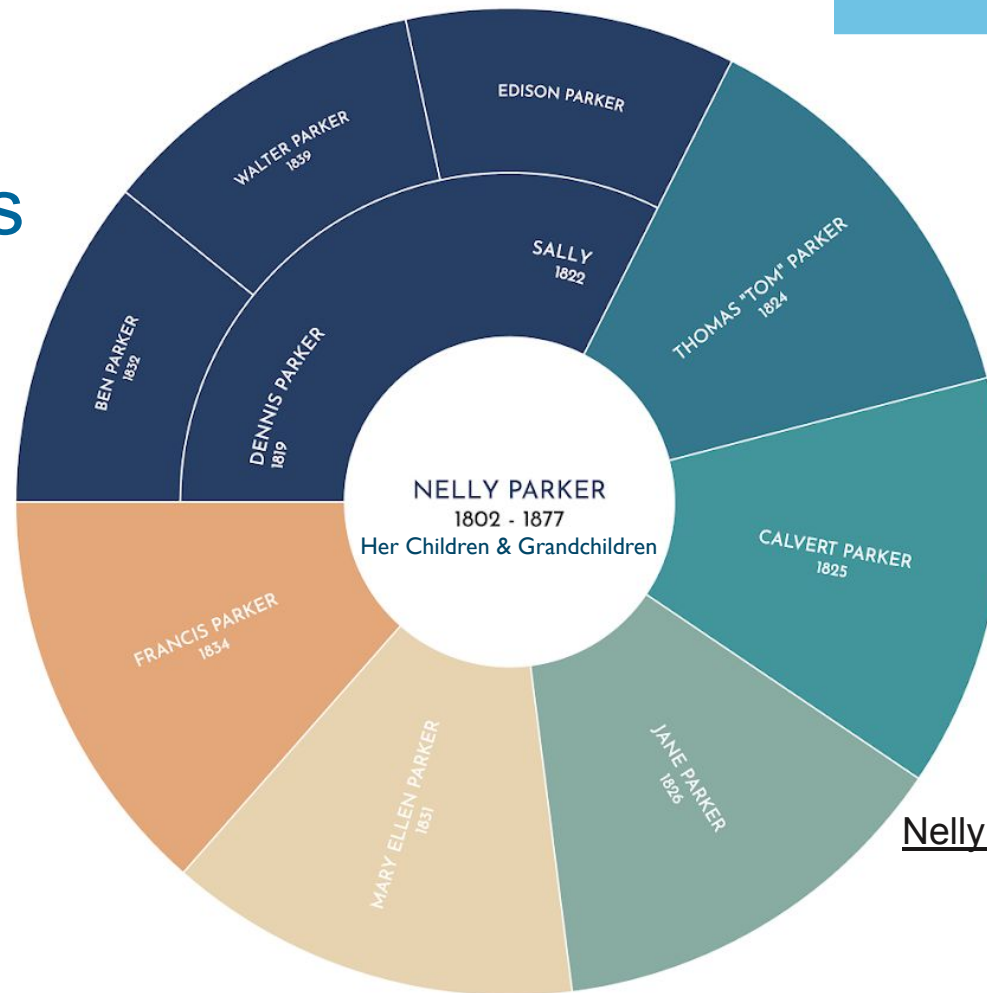 s
EDISON PARKER
WALTER PARKER
1839
BEN PARKER
1832
SALLY
1822
DENNIS PARKER
1819
THOMAS "TOM" PARKER
1824
CALVERT PARKER
1825
JANE PARKER
1826
MARY ELLEN PARKER
1831
FRANCIS PARKER
1834
NELLY PARKER
1802 - 1877
Her Children & Grandchildren
Nelly